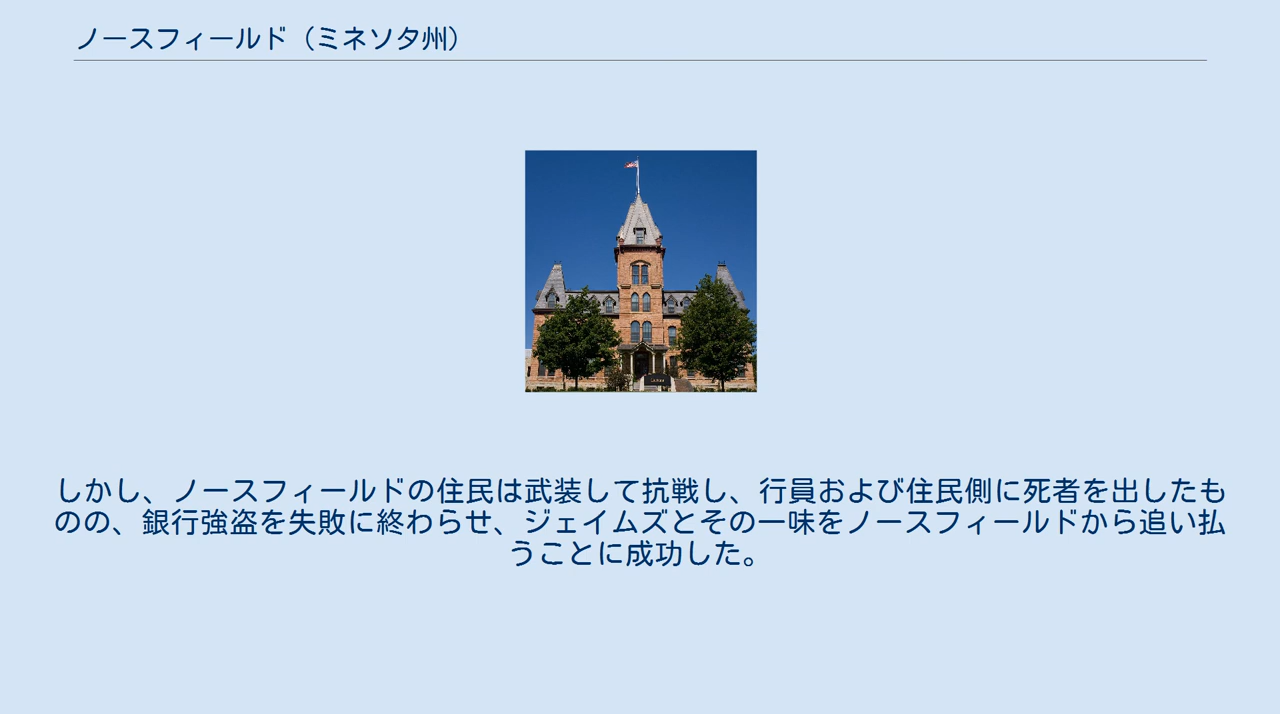 ノースフィールド（ミネソタ州）
しかし、ノースフィールドの住民は武装して抗戦し、行員および住民側に死者を出したも
のの、銀行強盗を失敗に終わらせ、ジェイムズとその一味をノースフィールドから追い払
うことに成功した。